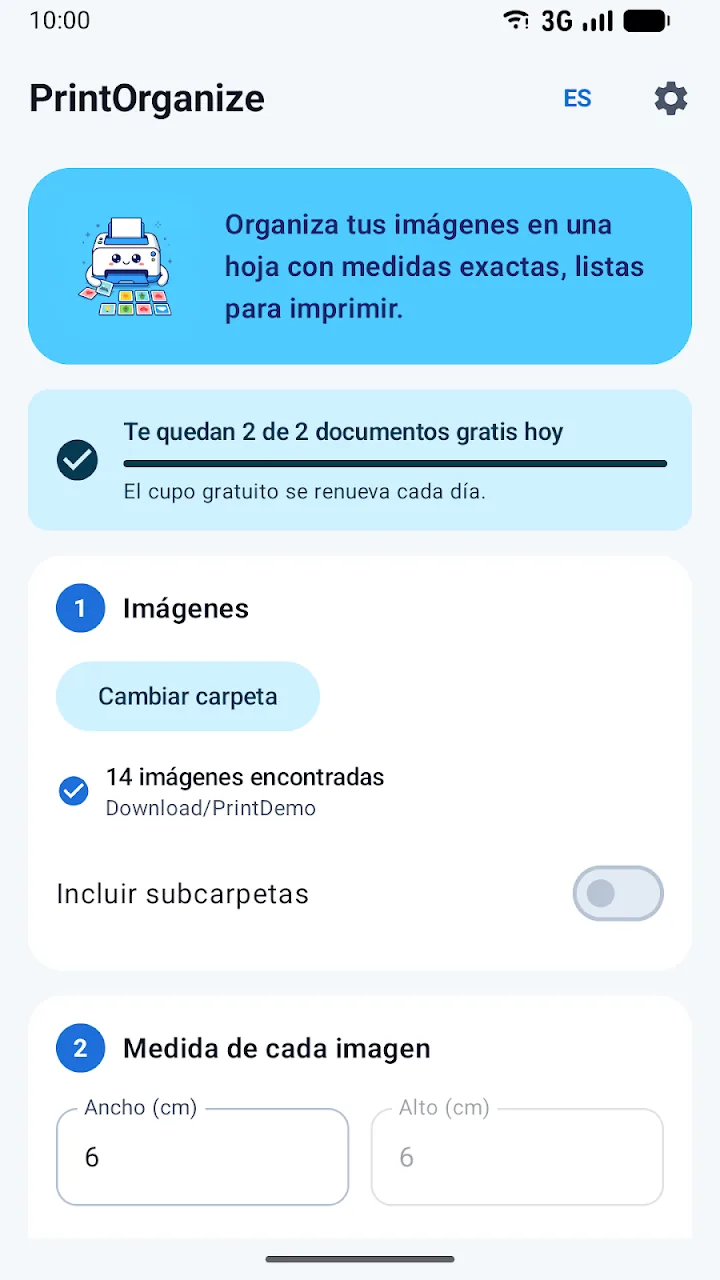 10:00
3G
PrintOrganize
ES
Organiza tus imágenes en una
hoja con medidas exactas, listas
para imprimir.
Te quedan 2 de 2 documentos gratis hoy
El cupo gratuito se renueva cada día.
1
Imágenes
Cambiar carpeta
14 imágenes encontradas
Download/PrintDemo
Incluir subcarpetas
2
Medida de cada imagen
Ancho (cm)
6
Alto (cm)
6